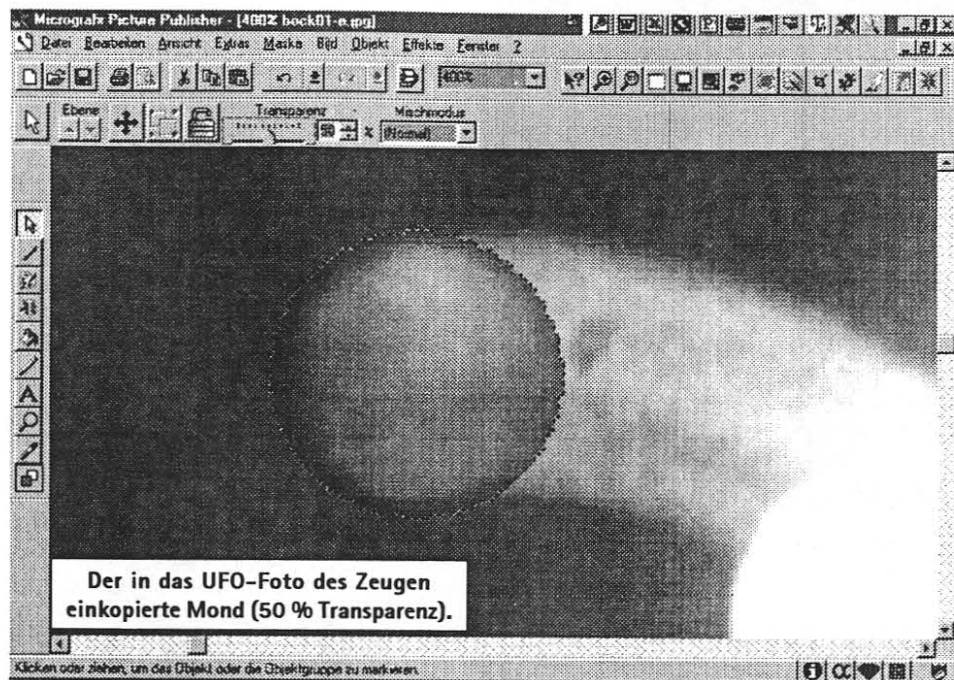 Micrografx Picture Publisher - [400% bock01-e.jpg]
Datei Bearbeiten Ansicht Extras Maske Bild Objekt Effekte Fenster ?
400%
Ebene Transparenz Mischmodus
50 % (Normal)
A
Der in das UFO-Foto des Zeugen
einkopierte Mond (50 % Transparenz).
Klicken oder ziehen, um das Objekt oder die Objektgruppe zu markieren.